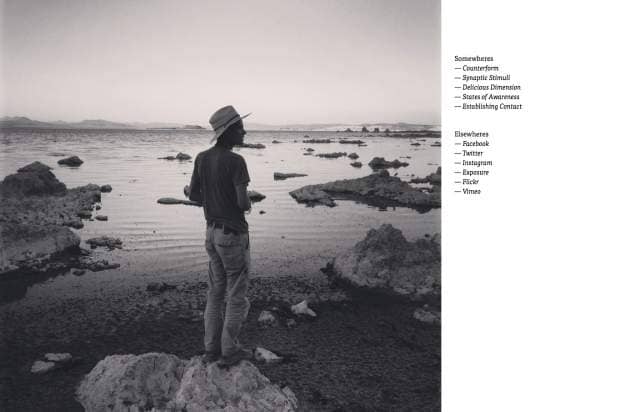 Somewheres
— Counterform
— Synaptic Stimuli
— Delicious Dimension
— States of Awareness
— Establishing Contact
Elsewheres
— Facebook
— Twitter
— Instagram
— Exposure
— Flickr
— Vimeo